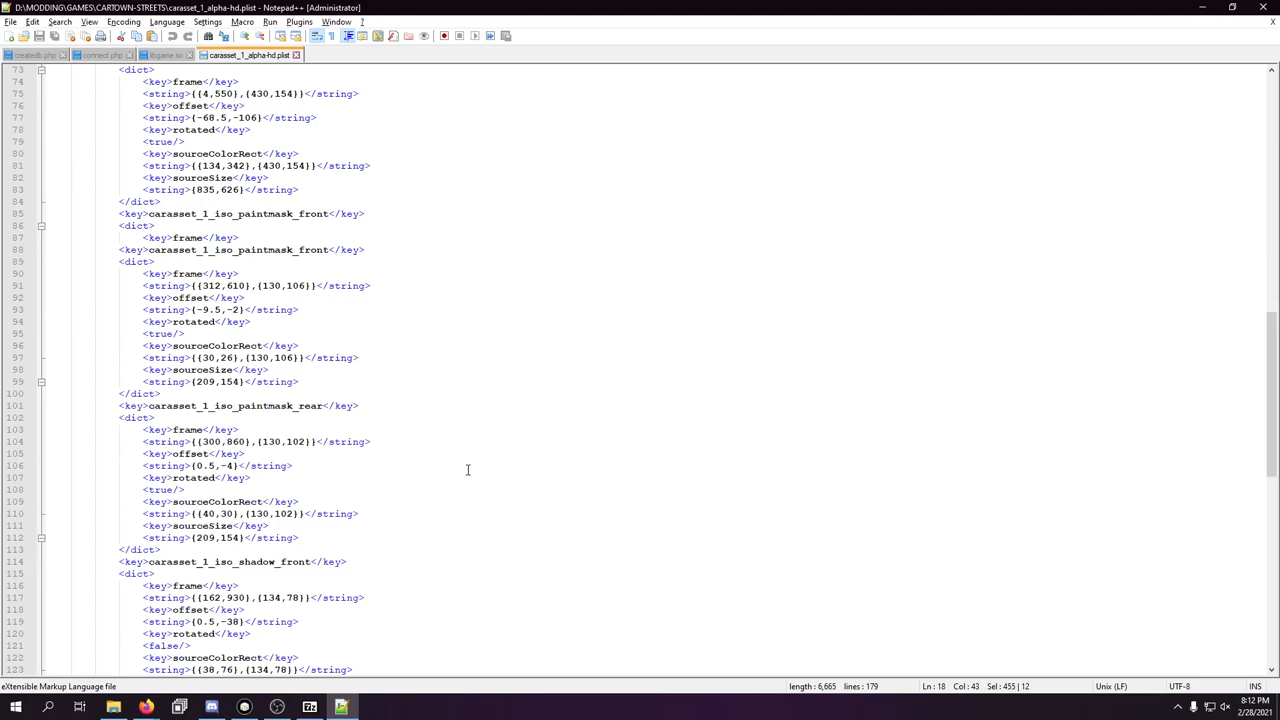 D:\MODDING\GAMES\CARTOWN-STREETS\carasset_1_alpha-hd.plist - Notepad++ [Administrator]
File Edit Search View Encoding Language Settings Macro Run Plugins Window ?
createdb.php connect.php libgame.so carasset_1_alpha-hd.plist
73 <dict>
74 <key>frame</key>
75 <string>{{4,550},{430,154}}</string>
76 <key>offset</key>
77 <string>{-68.5,-106}</string>
78 <key>rotated</key>
79 <true/>
80 <key>sourceColorRect</key>
81 <string>{{134,342},{430,154}}</string>
82 <key>sourceSize</key>
83 <string>{835,626}</string>
84 </dict>
85 <key>carasset_1_iso_paintmask_front</key>
86 <dict>
87 <key>frame</key>
88 <key>carasset_1_iso_paintmask_front</key>
89 <dict>
90 <key>frame</key>
91 <string>{{312,610},{130,106}}</string>
92 <key>offset</key>
93 <string>{-9.5,-2}</string>
94 <key>rotated</key>
95 <true/>
96 <key>sourceColorRect</key>
97 <string>{{30,26},{130,106}}</string>
98 <key>sourceSize</key>
99 <string>{209,154}</string>
100 </dict>
101 <key>carasset_1_iso_paintmask_rear</key>
102 <dict>
103 <key>frame</key>
104 <string>{{300,860},{130,102}}</string>
105 <key>offset</key>
106 <string>{0.5,-4}</string>
107 <key>rotated</key>
108 <true/>
109 <key>sourceColorRect</key>
110 <string>{{40,30},{130,102}}</string>
111 <key>sourceSize</key>
112 <string>{209,154}</string>
113 </dict>
114 <key>carasset_1_iso_shadow_front</key>
115 <dict>
116 <key>frame</key>
117 <string>{{162,930},{134,78}}</string>
118 <key>offset</key>
119 <string>{0.5,-38}</string>
120 <key>rotated</key>
121 <false/>
122 <key>sourceColorRect</key>
123 <string>{{38,76},{134,78}}</string>
eXtensible Markup Language file length : 6,665 lines : 179 Ln : 18 Col : 43 Sel : 455 | 12 Unix (LF) UTF-8 INS
8:12 PM
2/28/2021